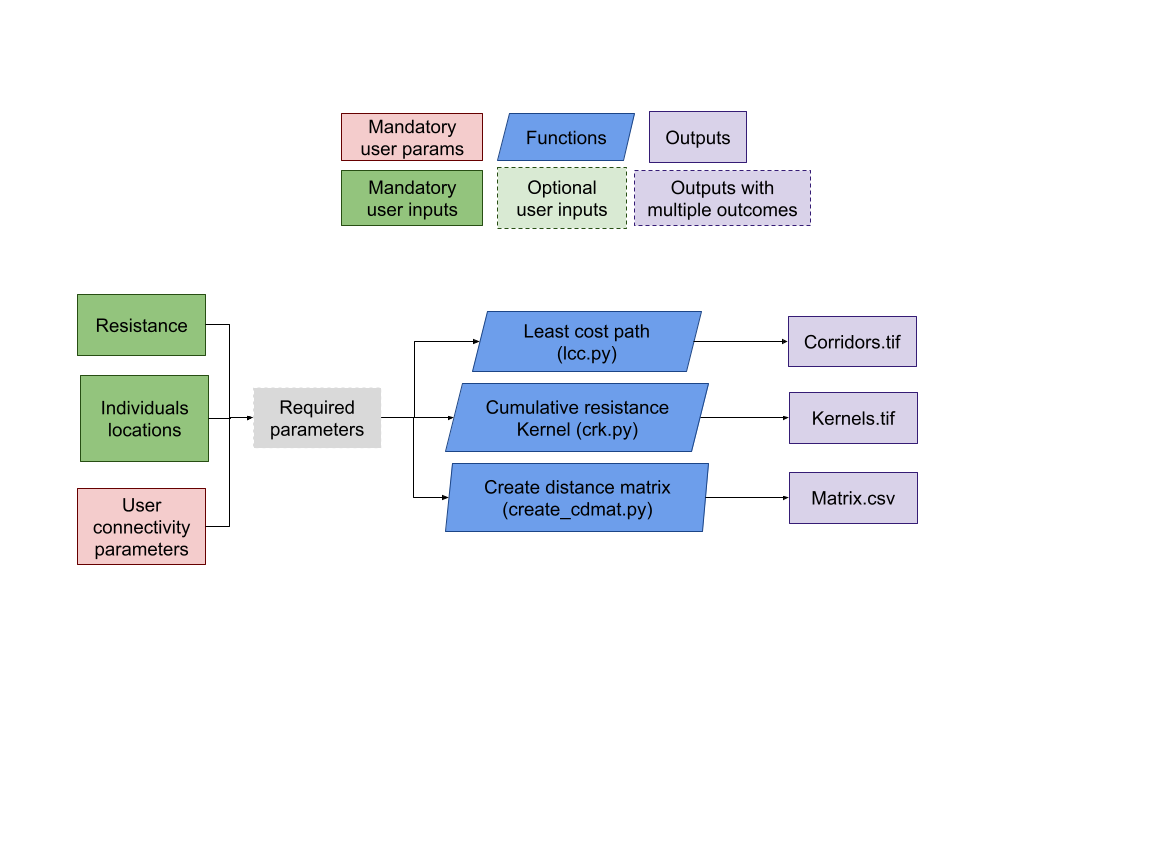 Mandatory
user params
Functions
Outputs
Mandatory
user inputs
Optional
user inputs
Outputs with
multiple outcomes
Resistance
Individuals
locations
User
connectivity
parameters
Required
parameters
Least cost path
(lcc.py)
Cumulative resistance
Kernel (crk.py)
Create distance matrix
(create_cdmat.py)
Corridors.tif
Kernels.tif
Matrix.csv